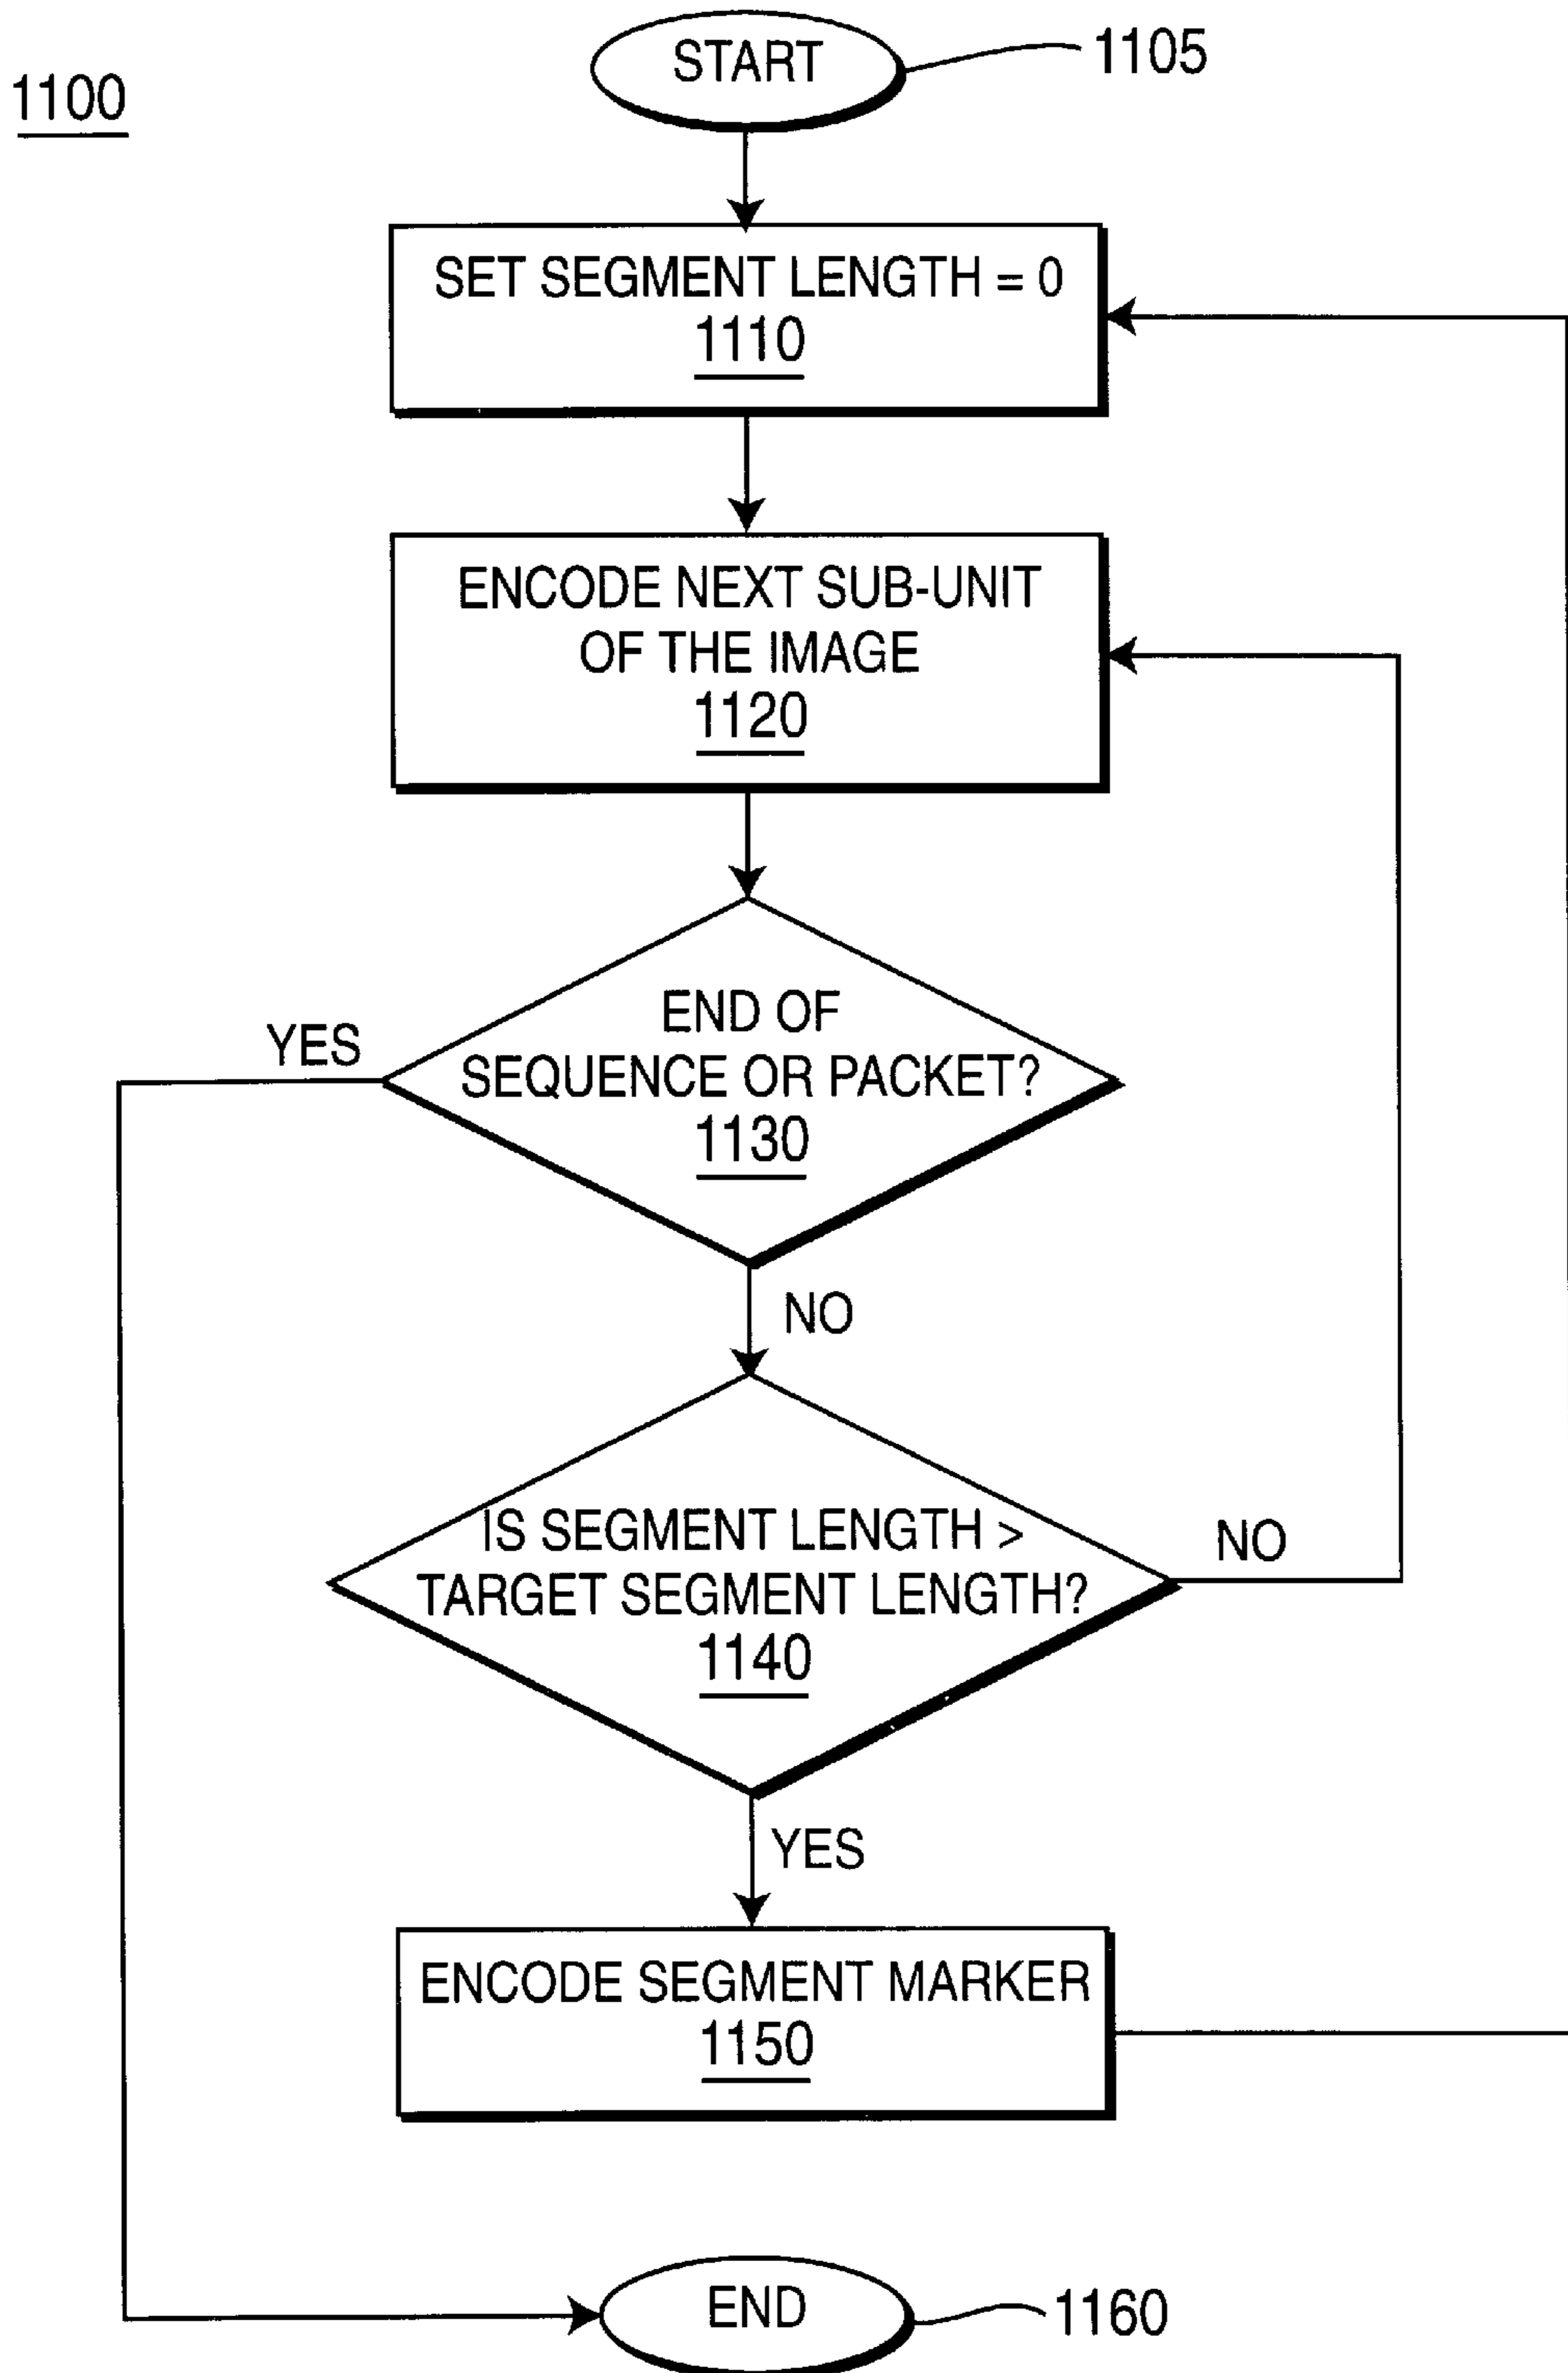 START
1105
1100
SET SEGMENT LENGTH = 0
1110
ENCODE NEXT SUB-UNIT
OF THE IMAGE
1120
END OF
SEQUENCE OR PACKET?
1130
YES
NO
IS SEGMENT LENGTH >
TARGET SEGMENT LENGTH?
1140
NO
YES
ENCODE SEGMENT MARKER
1150
END
1160